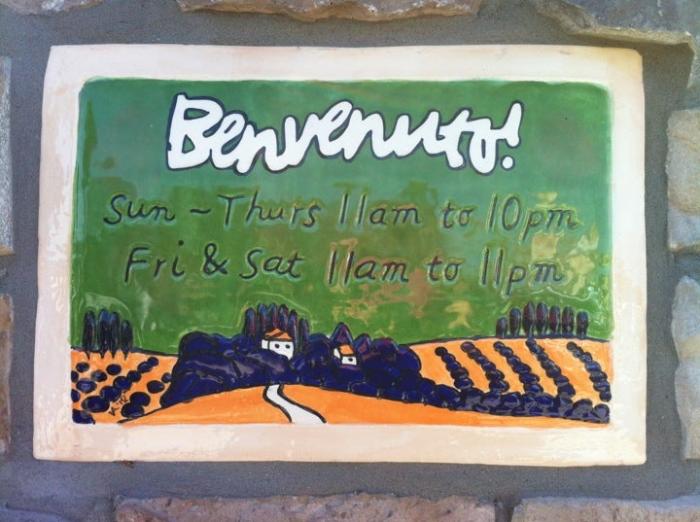 Benvenuto!
Sun - Thurs 11am to 10pm
Fri & Sat 11am to 11pm